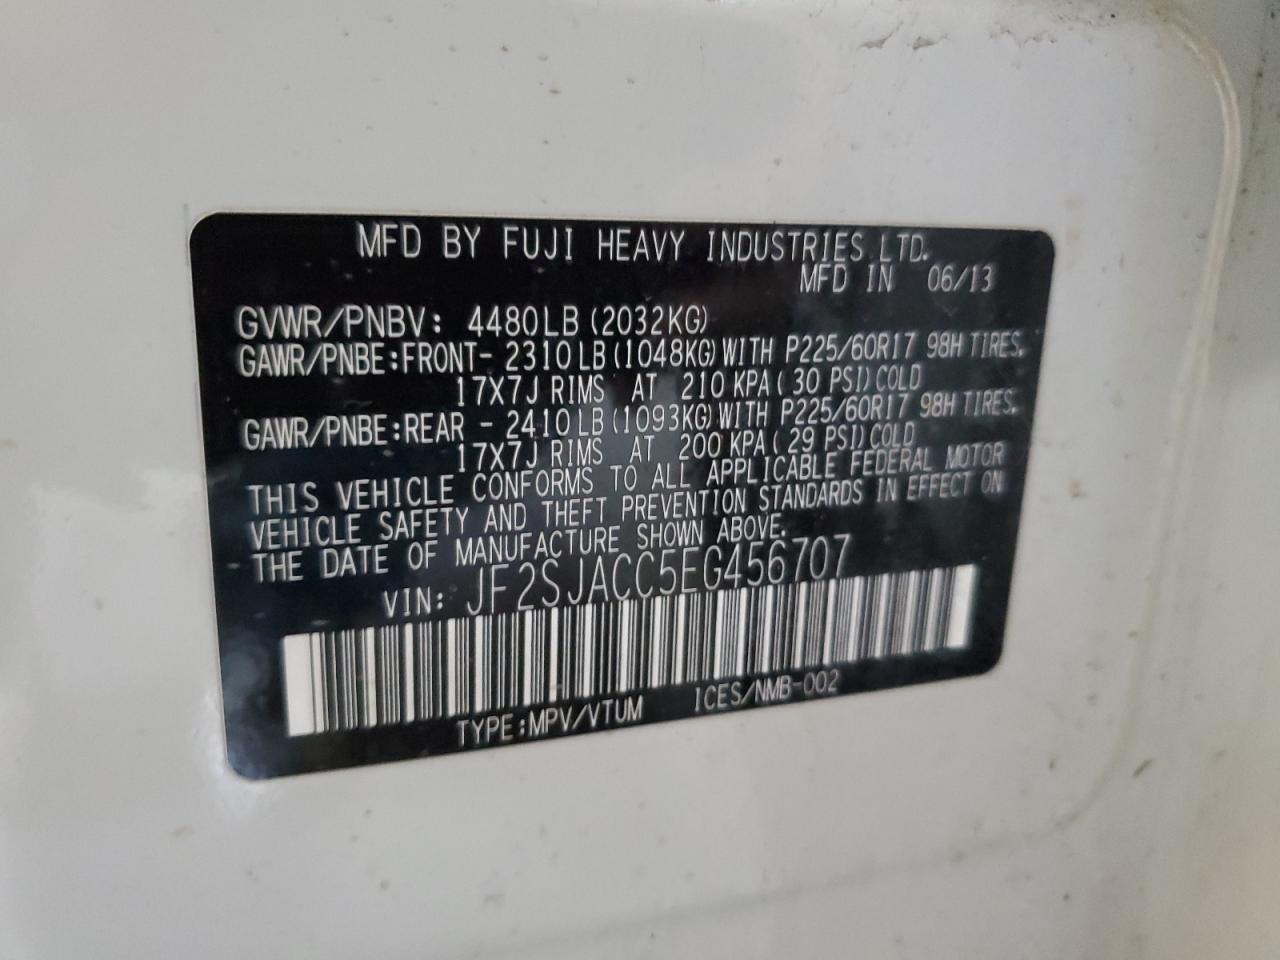 MFD BY FUJI HEAVY INDUSTRIES LTD.
MFD IN 06/13
GVWR/PNBV: 4480LB (2032KG)
GAWR/PNBE:FRONT- 2310LB (1048KG) WITH P225/60R17 98H TIRES.
17X7J RIMS AT 210 KPA ( 30 PSI) COLD
GAWR/PNBE:REAR - 2410LB (1093KG) WITH P225/60R17 98H TIRES.
17X7J RIMS AT 200 KPA ( 29 PSI) COLD
THIS VEHICLE CONFORMS TO ALL APPLICABLE FEDERAL MOTOR
VEHICLE SAFETY AND THEFT PREVENTION STANDARDS IN EFFECT ON
THE DATE OF MANUFACTURE SHOWN ABOVE.
VIN: JF2SJACC5EG456707
TYPE:MPV/VTUM ICES/NMB-002